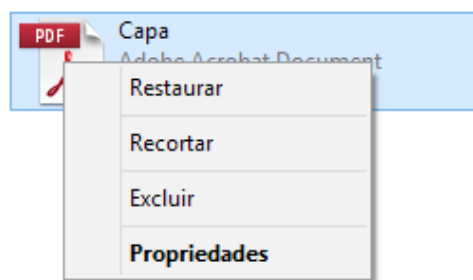 PDF
Capa
Adobe Acrobat Document
Restaurar
Recortar
Excluir
Propriedades